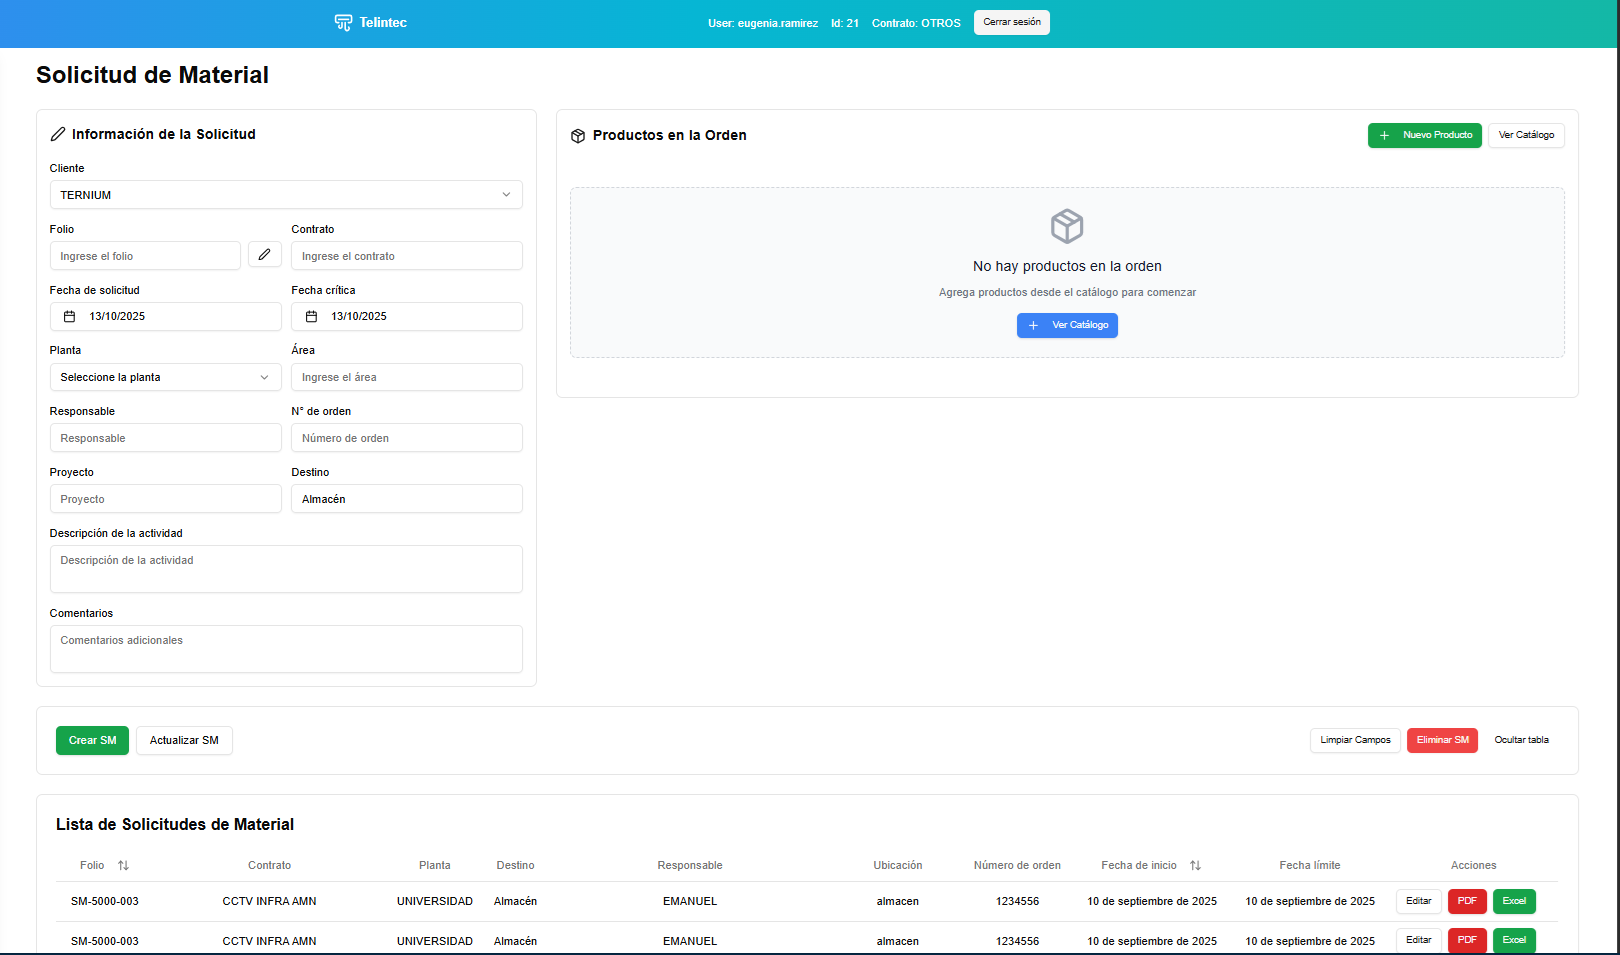 Telintec
User: eugenia.ramirez Id: 21 Contrato: OTROS Cerrar sesión
Solicitud de Material
Información de la Solicitud
Cliente
TERNIUM
Folio Contrato
Ingrese el folio Ingrese el contrato
Fecha de solicitud Fecha crítica
13/10/2025 13/10/2025
Planta Área
Seleccione la planta Ingrese el área
Responsable N° de orden
Responsable Número de orden
Proyecto Destino
Proyecto Almacén
Descripción de la actividad
Descripción de la actividad
Comentarios
Comentarios adicionales
Productos en la Orden
Nuevo Producto Ver Catálogo
No hay productos en la orden
Agrega productos desde el catálogo para comenzar
Ver Catálogo
Crear SM Actualizar SM Limpiar Campos Eliminar SM Ocultar tabla
Lista de Solicitudes de Material
Folio Contrato Planta Destino Responsable Ubicación Número de orden Fecha de inicio Fecha límite Acciones
SM-5000-003 CCTV INFRA AMN UNIVERSIDAD Almacén EMANUEL almacen 1234556 10 de septiembre de 2025 10 de septiembre de 2025 Editar PDF Excel
SM-5000-003 CCTV INFRA AMN UNIVERSIDAD Almacén EMANUEL almacen 1234556 10 de septiembre de 2025 10 de septiembre de 2025 Editar PDF Excel